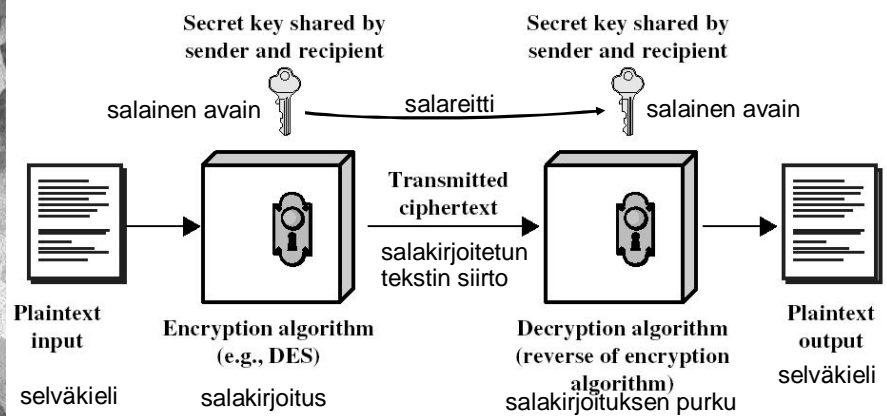 Secret key shared by
sender and recipient
Secret key shared by
sender and recipient
salainen avain
salareitti
salainen avain
Transmitted
ciphertext
salakirjoitetun
tekstin siirto
Plaintext
input
selväkieli
Encryption algorithm
(e.g., DES)
salakirjoitus
Decryption algorithm
(reverse of encryption
algorithm)
salakirjoituksen purku
Plaintext
output
selväkieli